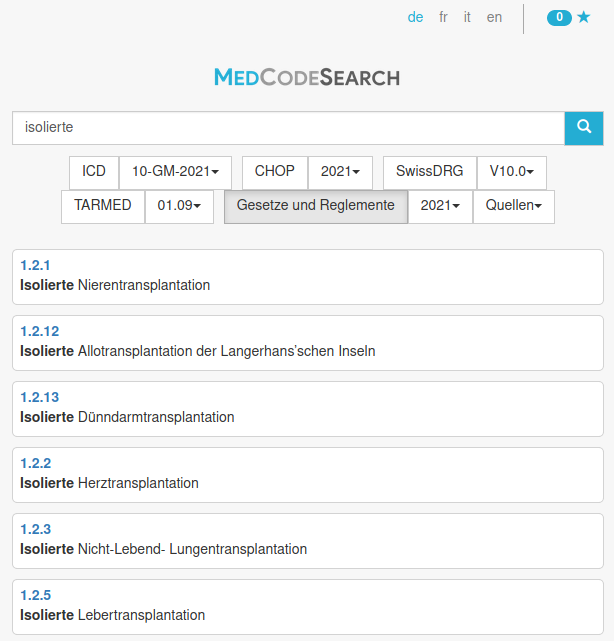 de fr it en 0
MEDCODESEARCH
isolierte
ICD 10-GM-2021 CHOP 2021 SwissDRG V10.0
TARMED 01.09 Gesetze und Reglemente 2021 Quellen
1.2.1
Isolierte Nierentransplantation
1.2.12
Isolierte Allotransplantation der Langerhans'schen Inseln
1.2.13
Isolierte Dünndarmtransplantation
1.2.2
Isolierte Herztransplantation
1.2.3
Isolierte Nicht-Lebend- Lungentransplantation
1.2.5
Isolierte Lebertransplantation